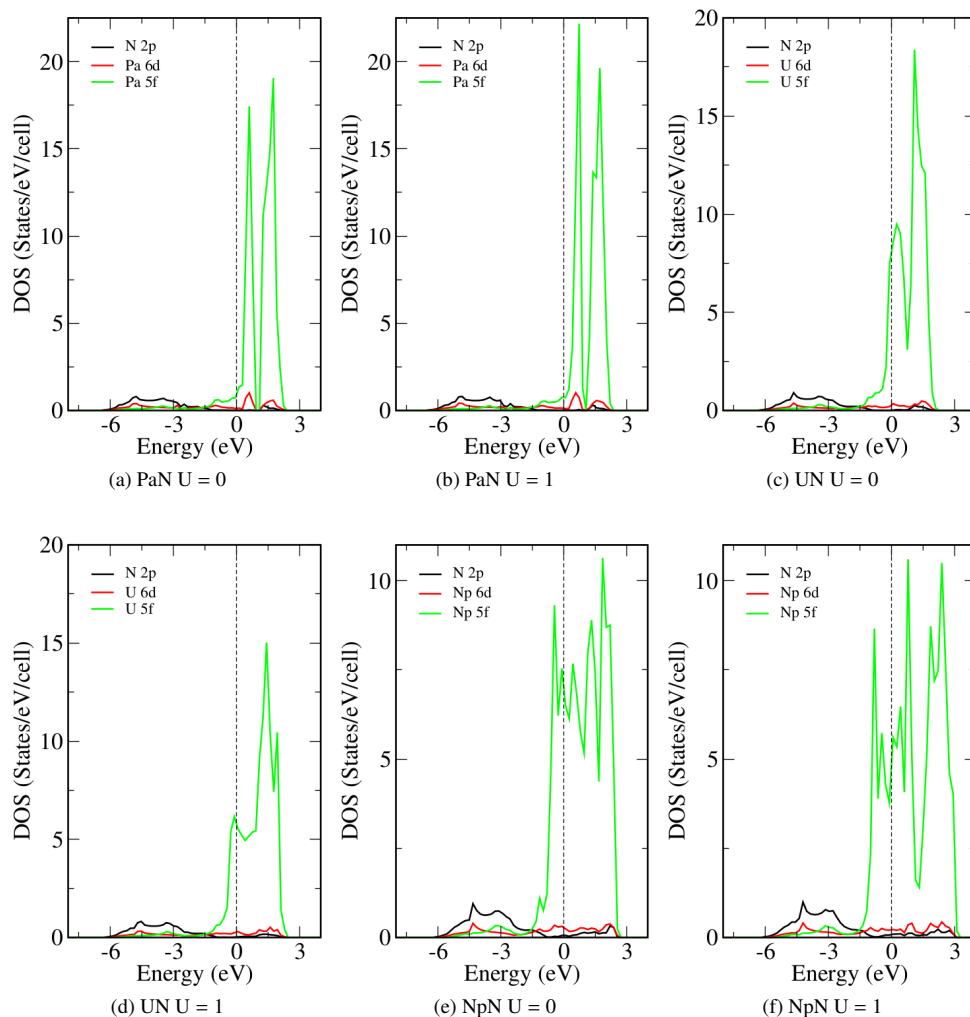 DOS (States/eV/cell)
20
15
10
5
0
N 2p
Pa 6d
Pa 5f
-6
-3
0
3
Energy (eV)
(a) PaN U = 0
DOS (States/eV/cell)
20
15
10
5
0
N 2p
Pa 6d
Pa 5f
-6
-3
0
3
Energy (eV)
(b) PaN U = 1
DOS (States/eV/cell)
20
15
10
5
0
N 2p
U 6d
U 5f
-6
-3
0
3
Energy (eV)
(c) UN U = 0
DOS (States/eV/cell)
20
15
10
5
0
N 2p
U 6d
U 5f
-6
-3
0
3
Energy (eV)
(d) UN U = 1
DOS (States/eV/cell)
10
5
0
N 2p
Np 6d
Np 5f
-6
-3
0
3
Energy (eV)
(e) NpN U = 0
DOS (States/eV/cell)
10
5
0
N 2p
Np 6d
Np 5f
-6
-3
0
3
Energy (eV)
(f) NpN U = 1